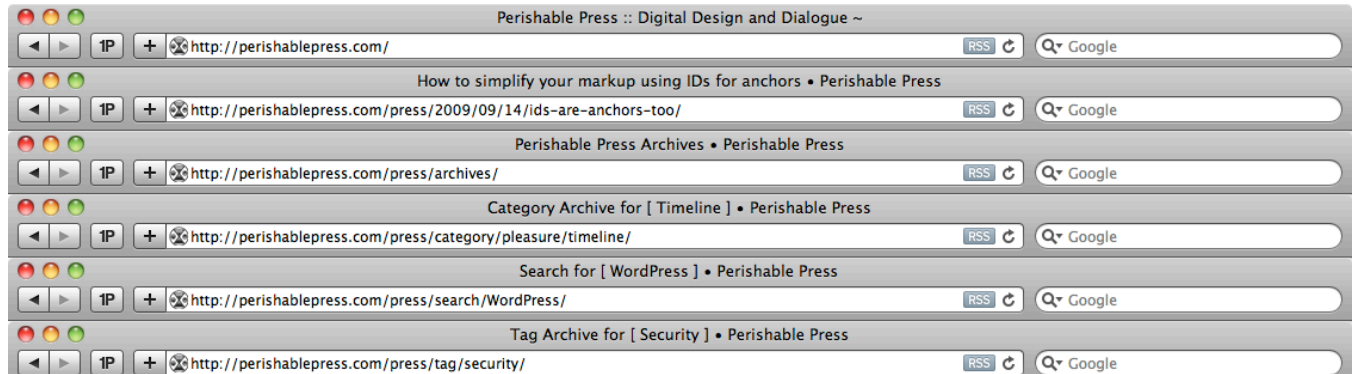 Perishable Press :: Digital Design and Dialogue ~
1P + http://perishablepress.com/ RSS Google
How to simplify your markup using IDs for anchors • Perishable Press
1P + http://perishablepress.com/press/2009/09/14/ids-are-anchors-too/ RSS Google
Perishable Press Archives • Perishable Press
1P + http://perishablepress.com/press/archives/ RSS Google
Category Archive for [ Timeline ] • Perishable Press
1P + http://perishablepress.com/press/category/pleasure/timeline/ RSS Google
Search for [ WordPress ] • Perishable Press
1P + http://perishablepress.com/press/search/WordPress/ RSS Google
Tag Archive for [ Security ] • Perishable Press
1P + http://perishablepress.com/press/tag/security/ RSS Google